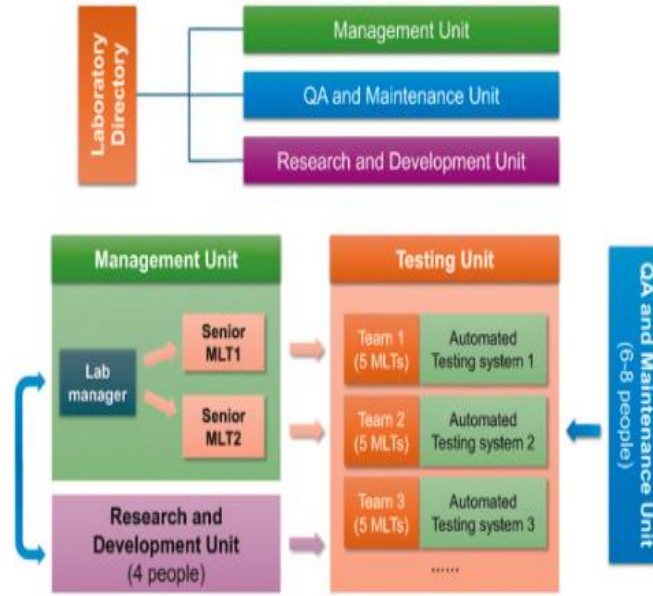 Laboratory
Directory
Management Unit
QA and Maintenance Unit
Research and Development Unit
Management Unit
Lab
manager
Senior
MLT1
Senior
MLT2
Research and
Development Unit
(4 people)
Testing Unit
Team 1
(5 MLTs)
Automated
Testing system 1
Team 2
(5 MLTs)
Automated
Testing system 2
Team 3
(5 MLTs)
Automated
Testing system 3
......
QA and Maintenance Unit
(6-8 people)